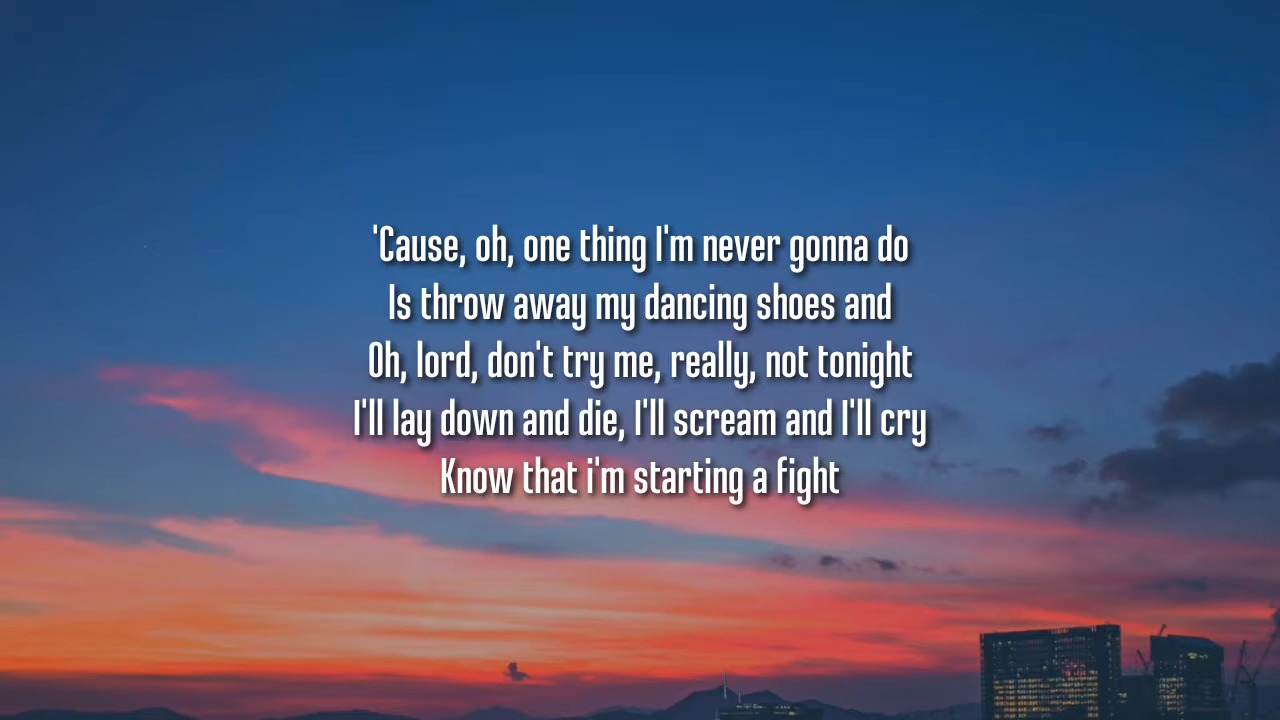 'Cause, oh, one thing I'm never gonna do
Is throw away my dancing shoes and
Oh, lord, don't try me, really, not tonight
I'll lay down and die, I'll scream and I'll cry
Know that i'm starting a fight